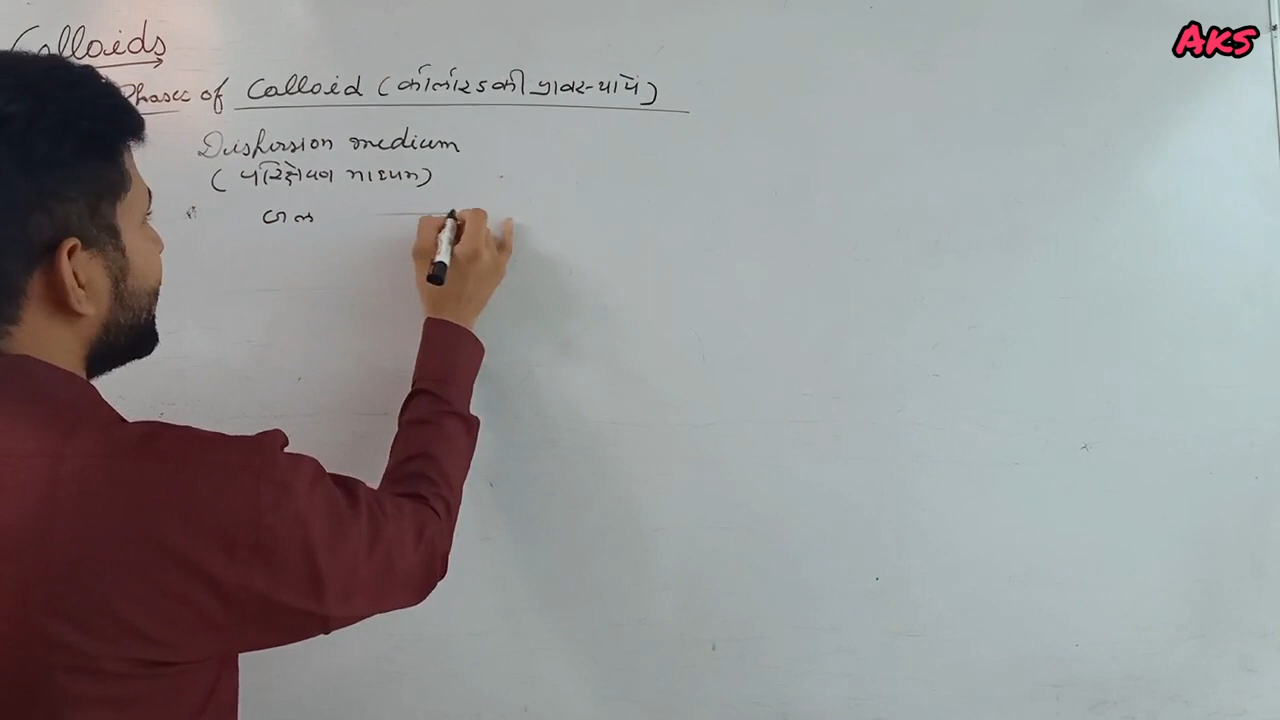 Colloids
Phases of Colloid (कोलॉइड की प्रावस्थायें)
Dispersion medium
(परिक्षेपण माध्यम)
जल
AKS